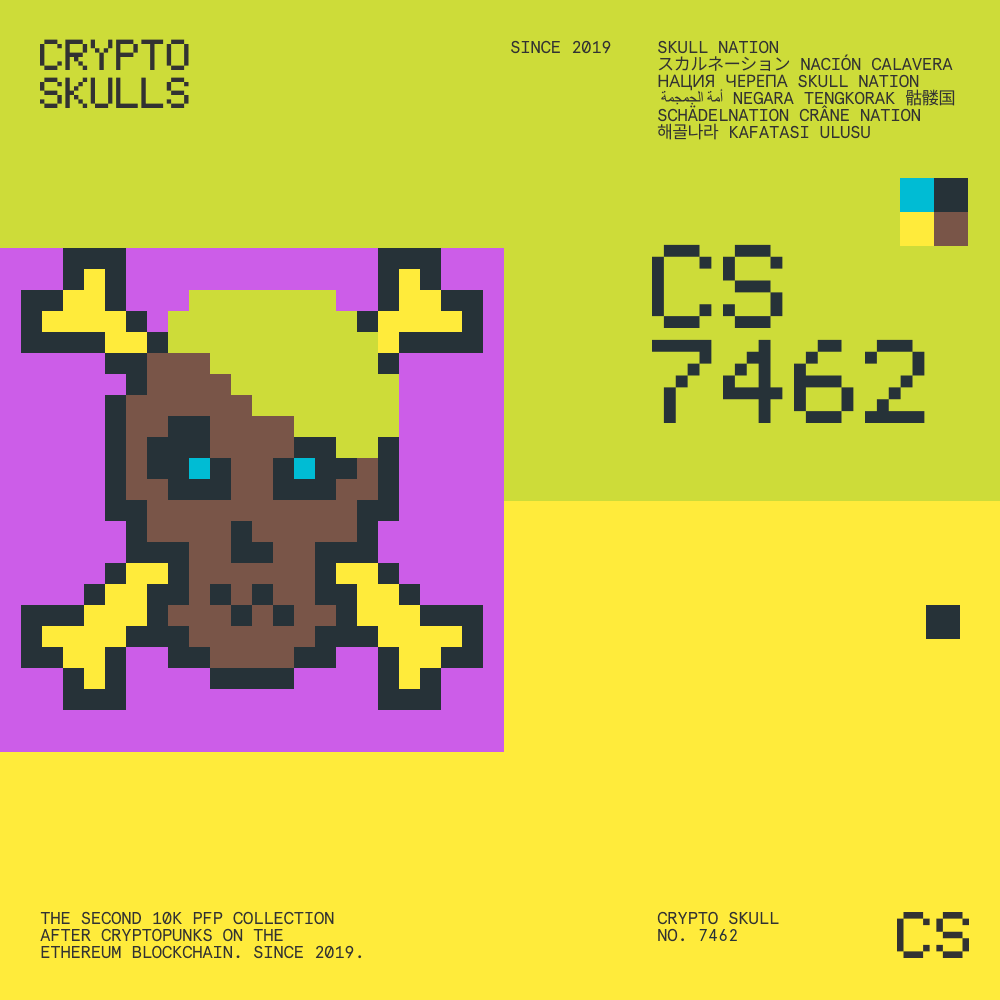 CRYPTO
SKULLS
SINCE 2019
SKULL NATION
スカルネーション NACIÓN CALAVERA
НАЦИЯ ЧЕРЕПА SKULL NATION
أمة الجمجمة NEGARA TENGKORAK 骷髅国
SCHÄDELNATION CRÂNE NATION
해골나라 KAFATASI ULUSU
CS
7462
THE SECOND 10K PFP COLLECTION
AFTER CRYPTOPUNKS ON THE
ETHEREUM BLOCKCHAIN. SINCE 2019.
CRYPTO SKULL
NO. 7462
CS